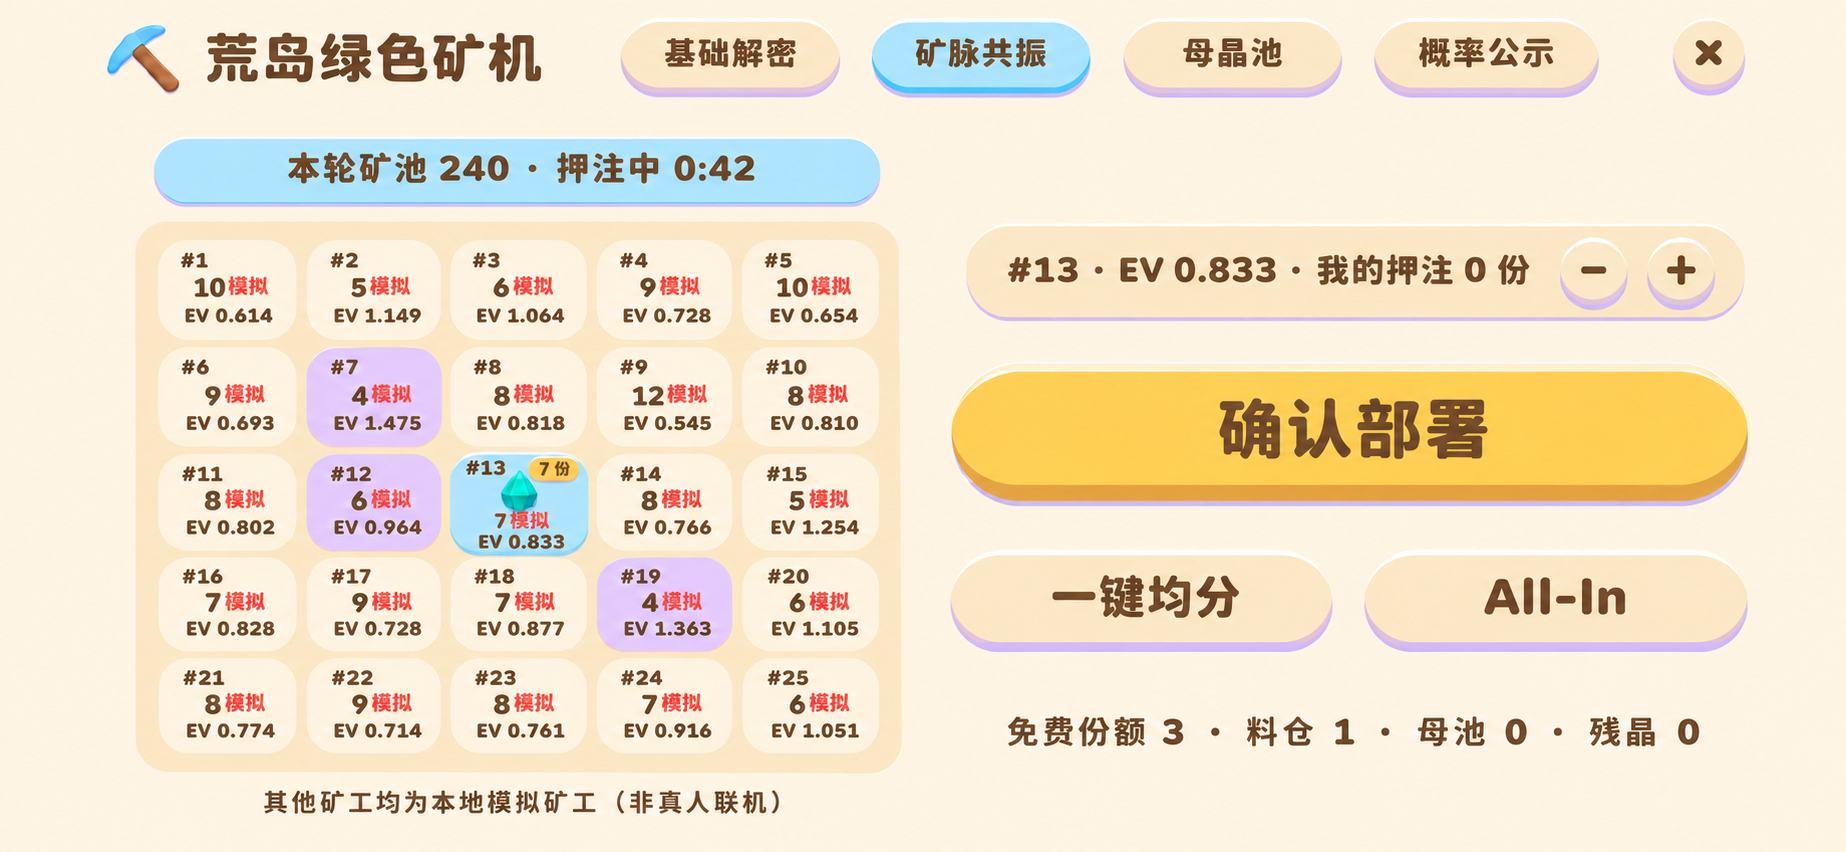 荒岛绿色矿机
基础解密
矿脉共振
母晶池
概率公示
×
本轮矿池 240 · 押注中 0:42
#1
10模拟
EV 0.614
#2
5模拟
EV 1.149
#3
6模拟
EV 1.064
#4
9模拟
EV 0.728
#5
10模拟
EV 0.654
#6
9模拟
EV 0.693
#7
4模拟
EV 1.475
#8
8模拟
EV 0.818
#9
12模拟
EV 0.545
#10
8模拟
EV 0.810
#11
8模拟
EV 0.802
#12
6模拟
EV 0.964
#13
7 份
7模拟
EV 0.833
#14
8模拟
EV 0.766
#15
5模拟
EV 1.254
#16
7模拟
EV 0.828
#17
9模拟
EV 0.728
#18
7模拟
EV 0.877
#19
4模拟
EV 1.363
#20
6模拟
EV 1.105
#21
8模拟
EV 0.774
#22
9模拟
EV 0.714
#23
8模拟
EV 0.761
#24
7模拟
EV 0.916
#25
6模拟
EV 1.051
其他矿工均为本地模拟矿工（非真人联机）
#13 · EV 0.833 · 我的押注 0 份
−
+
确认部署
一键均分
All-In
免费份额 3 · 料仓 1 · 母池 0 · 残晶 0